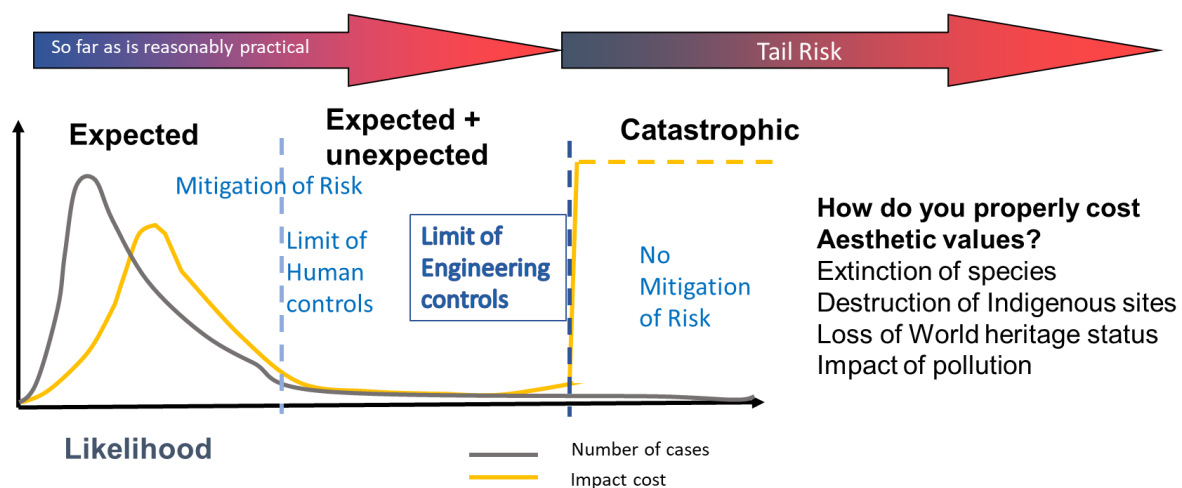 So far as is reasonably practical
Tail Risk
Expected
Expected +
unexpected
Catastrophic
Mitigation of Risk
Limit of
Human
controls
Limit of
Engineering
controls
No
Mitigation
of Risk
How do you properly cost
Aesthetic values?
Extinction of species
Destruction of Indigenous sites
Loss of World heritage status
Impact of pollution
Likelihood
Number of cases
Impact cost